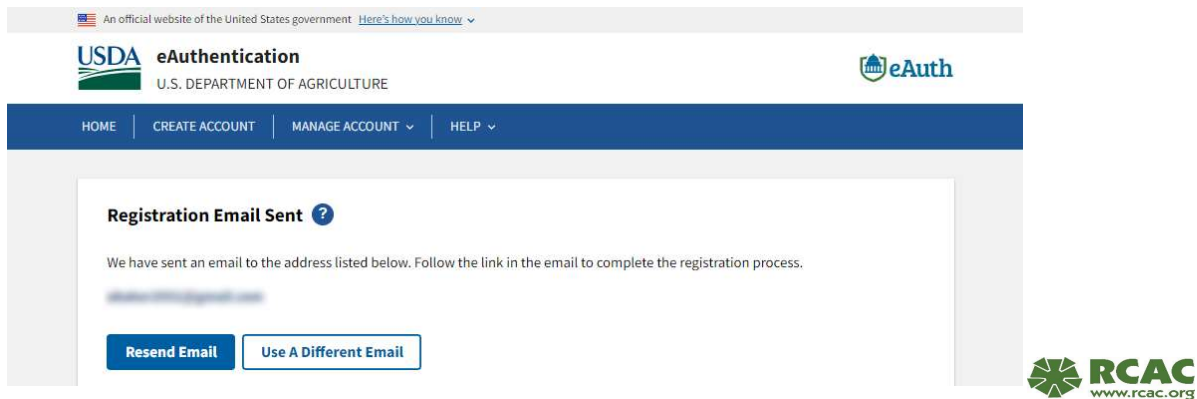 An official website of the United States government Here's how you know
USDA eAuthentication
U.S. DEPARTMENT OF AGRICULTURE
eAuth
HOME CREATE ACCOUNT MANAGE ACCOUNT HELP
Registration Email Sent ?
We have sent an email to the address listed below. Follow the link in the email to complete the registration process.
Resend Email Use A Different Email
RCAC
www.rcac.org